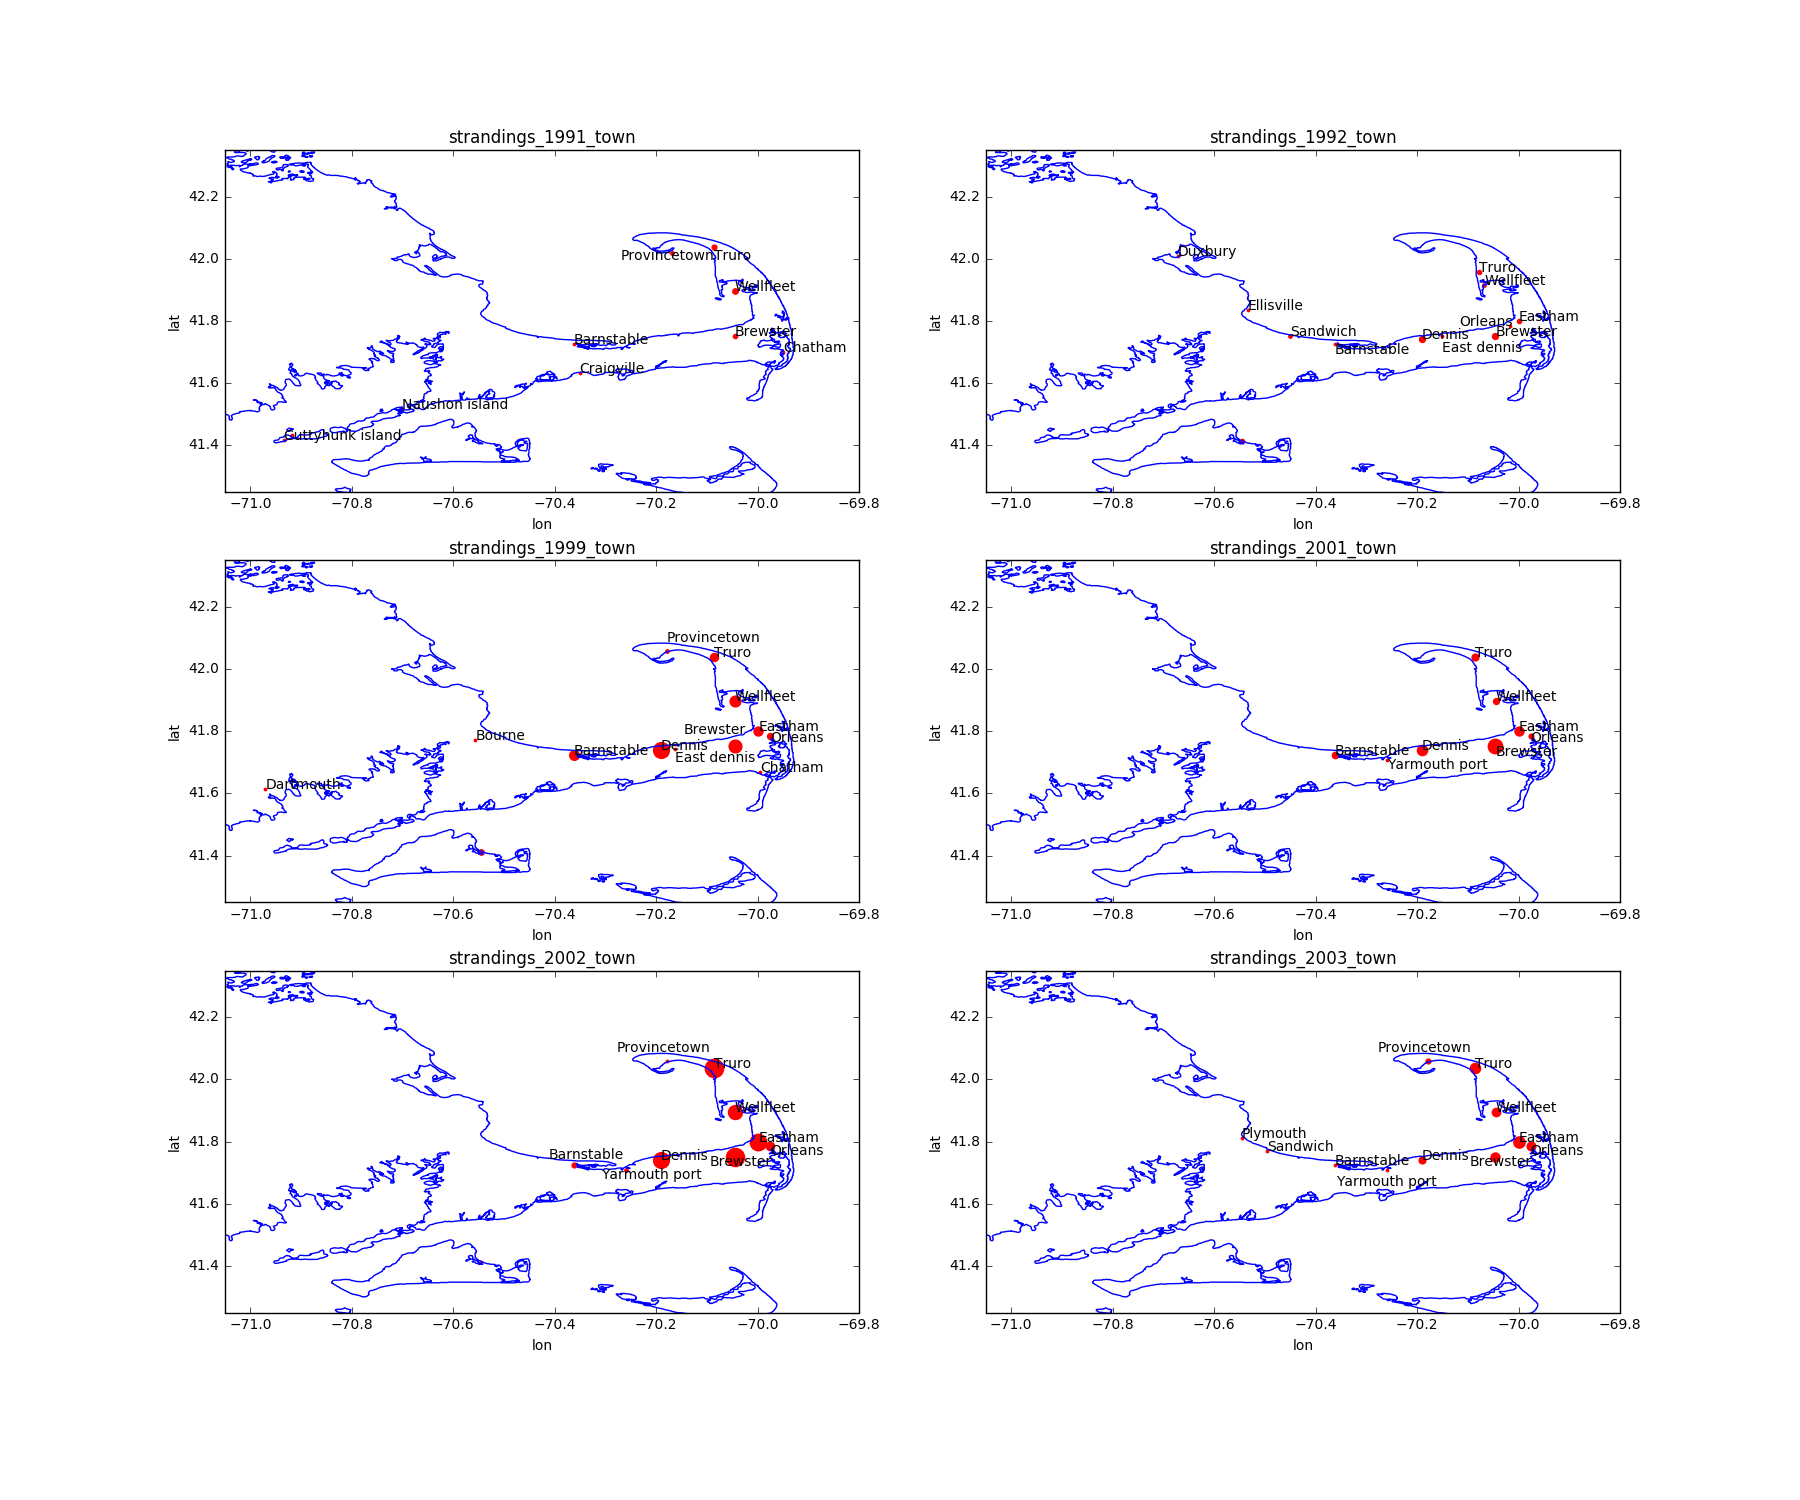 strandings_1991_town
strandings_1992_town
42.2
42.0
41.8
41.6
41.4
lat
Provincetown
Truro
Wellfleet
Barnstable
Brewster
Chatham
Craigville
Naushon island
Cuttyhunk island
−71.0
−70.8
−70.6
−70.4
−70.2
−70.0
−69.8
lon
42.2
42.0
41.8
41.6
41.4
lat
Duxbury
Truro
Wellfleet
Ellisville
Eastham
Orleans
Sandwich
Dennis
Brewster
Barnstable
East dennis
−71.0
−70.8
−70.6
−70.4
−70.2
−70.0
−69.8
lon
strandings_1999_town
strandings_2001_town
42.2
42.0
41.8
41.6
41.4
lat
Provincetown
Truro
Wellfleet
Brewster
Eastham
Bourne
Orleans
Barnstable
Dennis
East dennis
Chatham
Dartmouth
−71.0
−70.8
−70.6
−70.4
−70.2
−70.0
−69.8
lon
42.2
42.0
41.8
41.6
41.4
lat
Truro
Wellfleet
Eastham
Orleans
Barnstable
Dennis
Brewster
Yarmouth port
−71.0
−70.8
−70.6
−70.4
−70.2
−70.0
−69.8
lon
strandings_2002_town
strandings_2003_town
42.2
42.0
41.8
41.6
41.4
lat
Provincetown
Truro
Wellfleet
Eastham
Orleans
Barnstable
Dennis
Brewster
Yarmouth port
−71.0
−70.8
−70.6
−70.4
−70.2
−70.0
−69.8
lon
42.2
42.0
41.8
41.6
41.4
lat
Provincetown
Truro
Wellfleet
Plymouth
Eastham
Sandwich
Orleans
Barnstable
Dennis
Brewster
Yarmouth port
−71.0
−70.8
−70.6
−70.4
−70.2
−70.0
−69.8
lon